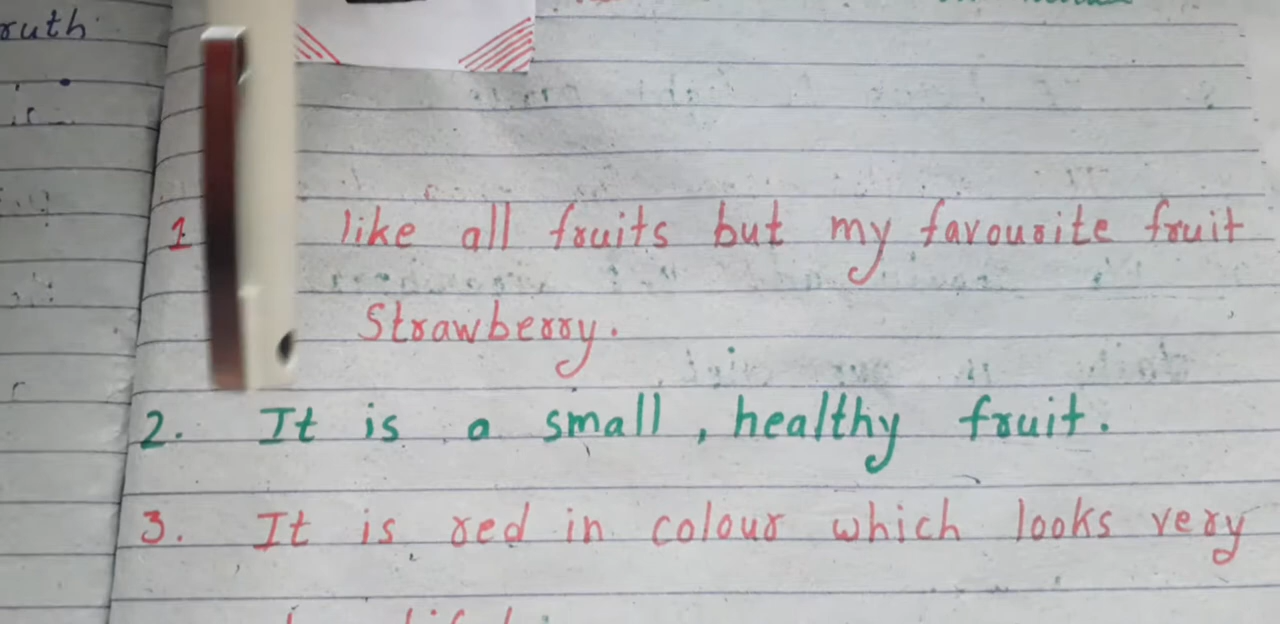 ruth
1 like all fruits but my favourite fruit
Strawberry.
2. It is a small, healthy fruit.
3. It is red in colour which looks very